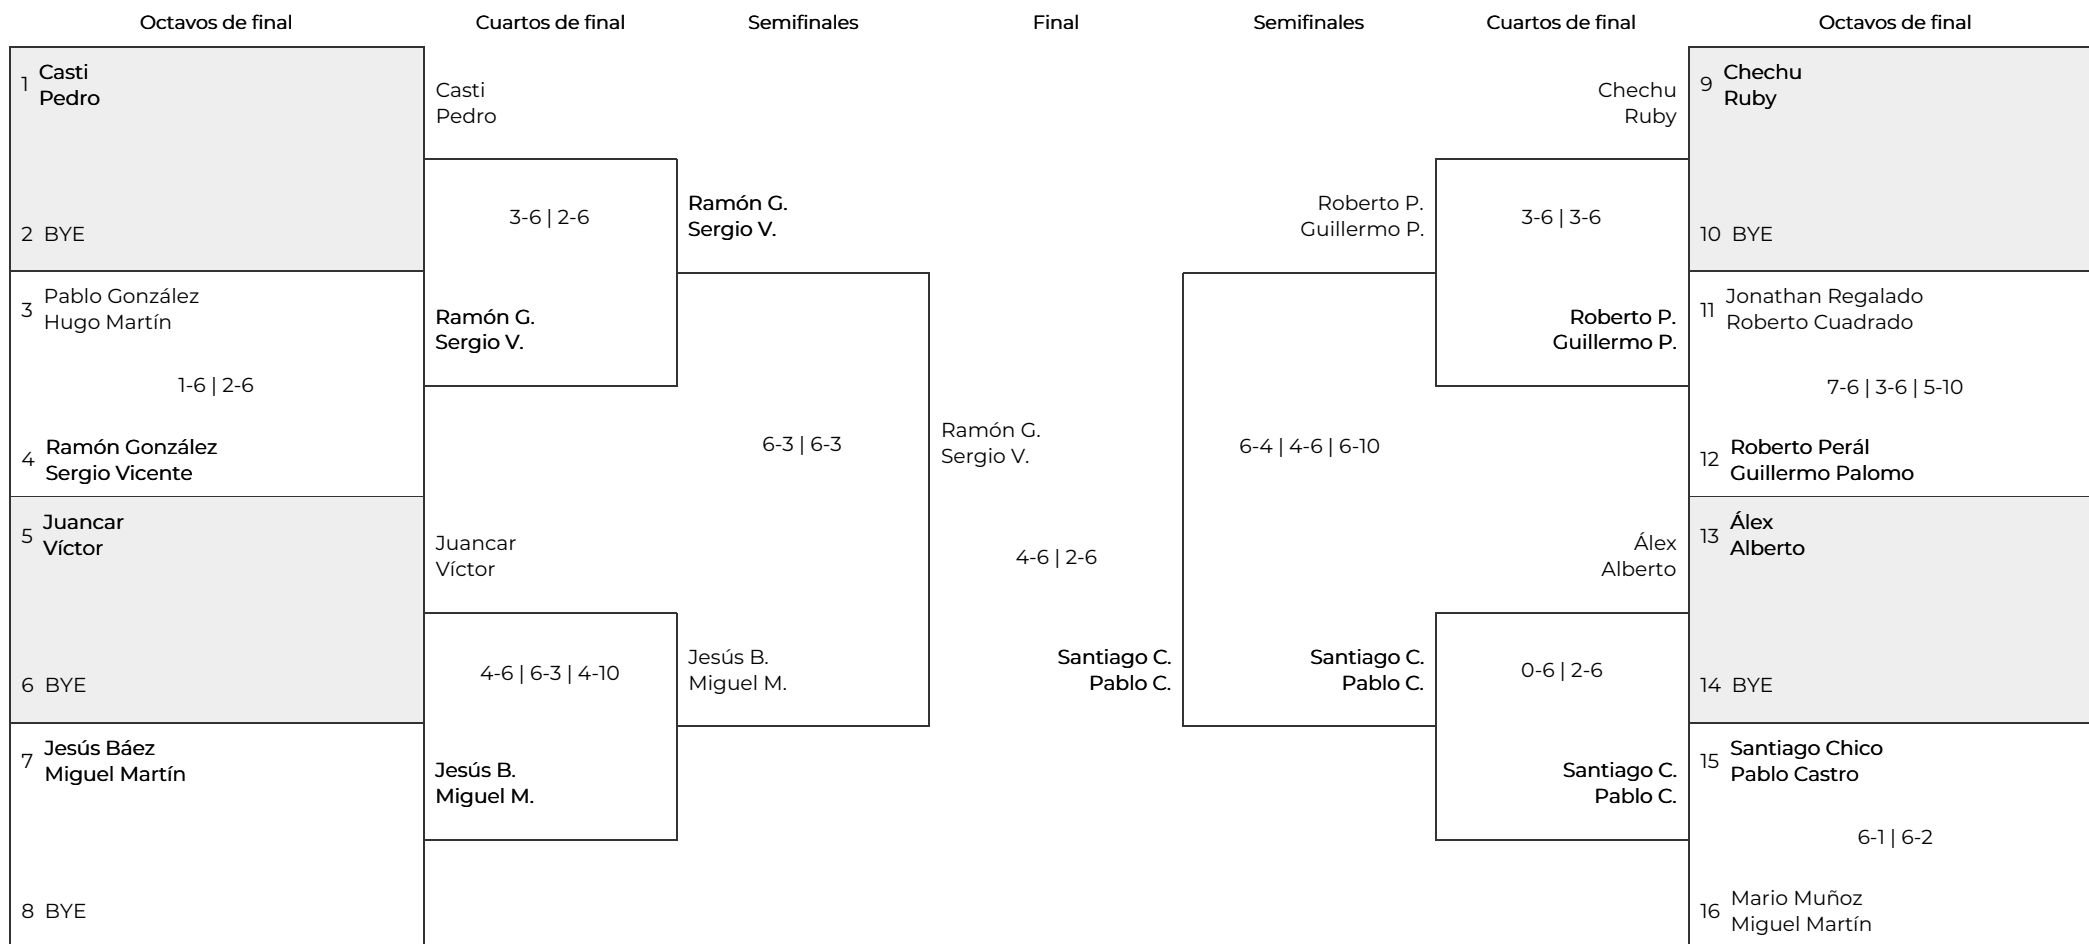 Octavos de final
Cuartos de final
Semifinales
Final
Semifinales
Cuartos de final
Octavos de final
1 Casti
Pedro
2 BYE
3 Pablo González
Hugo Martín
1-6 | 2-6
4 Ramón González
Sergio Vicente
5 Juancar
Víctor
6 BYE
7 Jesús Báez
Miguel Martín
8 BYE
Casti
Pedro
3-6 | 2-6
Ramón G.
Sergio V.
Juancar
Víctor
4-6 | 6-3 | 4-10
Jesús B.
Miguel M.
Ramón G.
Sergio V.
6-3 | 6-3
Jesús B.
Miguel M.
Ramón G.
Sergio V.
4-6 | 2-6
Santiago C.
Pablo C.
Roberto P.
Guillermo P.
6-4 | 4-6 | 6-10
Santiago C.
Pablo C.
Chechu
Ruby
3-6 | 3-6
Roberto P.
Guillermo P.
Álex
Alberto
0-6 | 2-6
Santiago C.
Pablo C.
9 Chechu
Ruby
10 BYE
11 Jonathan Regalado
Roberto Cuadrado
7-6 | 3-6 | 5-10
12 Roberto Perál
Guillermo Palomo
13 Álex
Alberto
14 BYE
15 Santiago Chico
Pablo Castro
6-1 | 6-2
16 Mario Muñoz
Miguel Martín